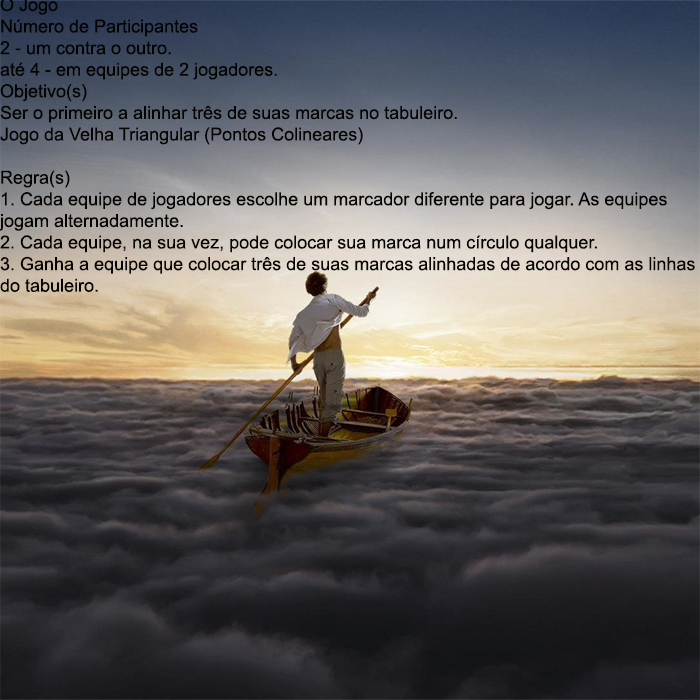 O Jogo
Número de Participantes
2 - um contra o outro.
até 4 - em equipes de 2 jogadores.
Objetivo(s)
Ser o primeiro a alinhar três de suas marcas no tabuleiro.
Jogo da Velha Triangular (Pontos Colineares)
Regra(s)
1. Cada equipe de jogadores escolhe um marcador diferente para jogar. As equipes
jogam alternadamente.
2. Cada equipe, na sua vez, pode colocar sua marca num círculo qualquer.
3. Ganha a equipe que colocar três de suas marcas alinhadas de acordo com as linhas
do tabuleiro.